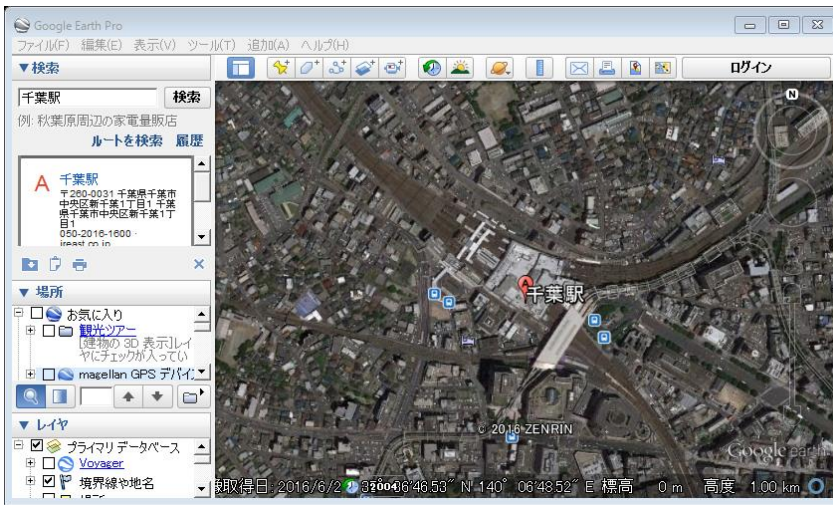 Google Earth Pro
ファイル(F) 編集(E) 表示(V) ツール(T) 追加(A) ヘルプ(H)
▼検索
ログイン
千葉駅 検索
例: 秋葉原周辺の家電量販店
ルートを検索 履歴
A 千葉駅
〒260-0031 千葉県千葉市
中央区新千葉1丁目1 千葉
県千葉市中央区新千葉1丁
目1
050-2016-1600 ·
jreast.co.jp
N
A
千葉駅
▼ 場所
お気に入り
観光ツアー
[建物の 3D 表示]レイ
ヤにチェックが入ってい
magellan GPS デバイ
▼ レイヤ
プライマリ データベース
Voyager
境界線や地名
場所
© 2016 ZENRIN
Google earth
取得日: 2016/6/2 2004 46.53" N 140° 06'48.52" E 標高 0 m 高度 1.00 km